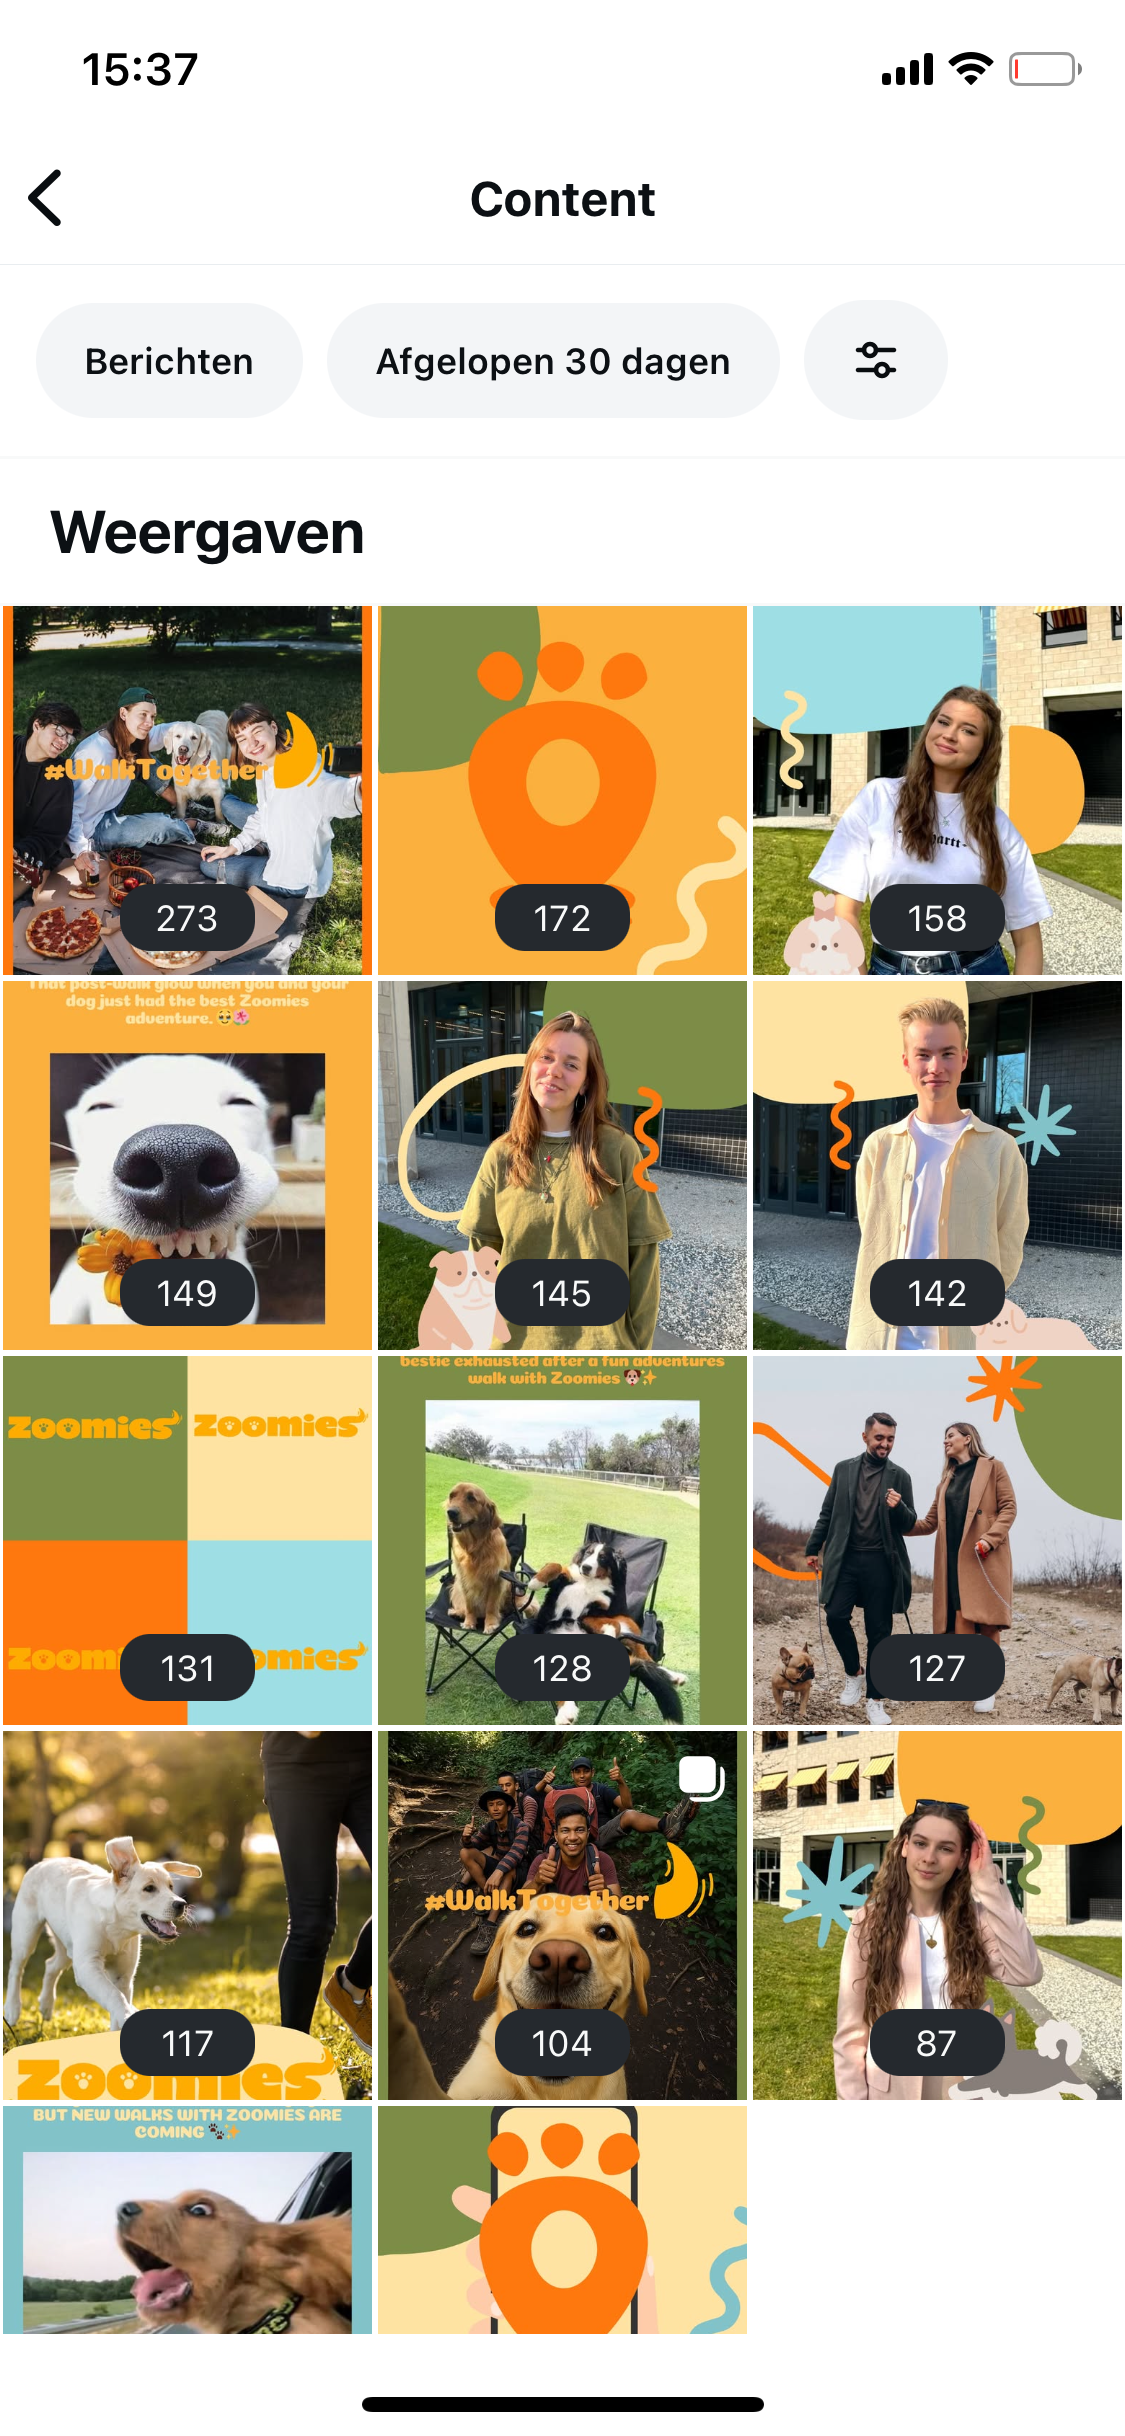 15:37
Content
Berichten
Afgelopen 30 dagen
Weergaven
#WalkTogether
273
172
artt
158
That post-walk glow when you and your
dog just had the best Zoomies
adventure. 🥹🌺
149
145
142
zoomies
zoomies
zoom
omies
131
bestie exhausted after a fun adventures
walk with Zoomies 🐶✨
128
127
zoomies
117
#WalkTogether
104
87
BUT NEW WALKS WITH ZOOMIES ARE
COMING 🐾✨